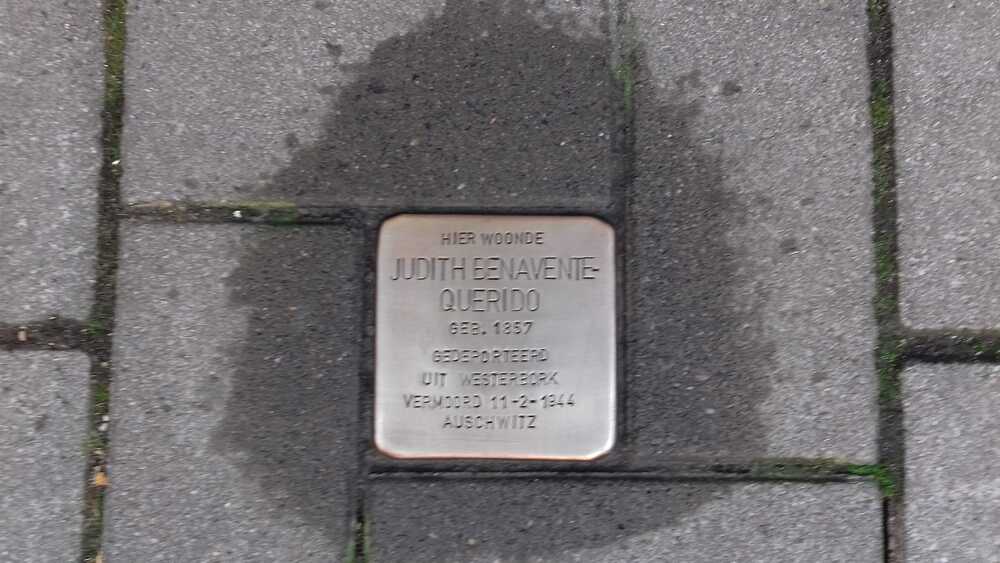 HIER WOONDE
JUDITH BENAVENTE-
QUERIDO
GEB. 1857
GEDEPORTEERD
UIT WESTERBORK
VERMOORD 11-2-1944
AUSCHWITZ